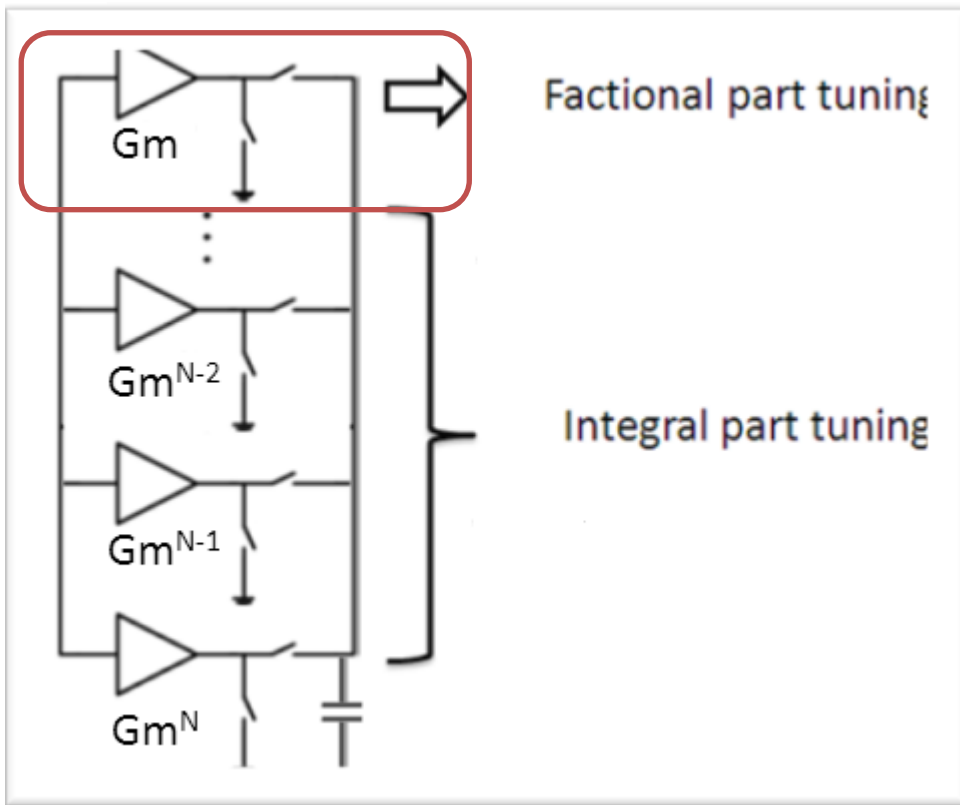 Factional part tuning
Gm
Gm^N-2
Integral part tuning
Gm^N-1
Gm^N